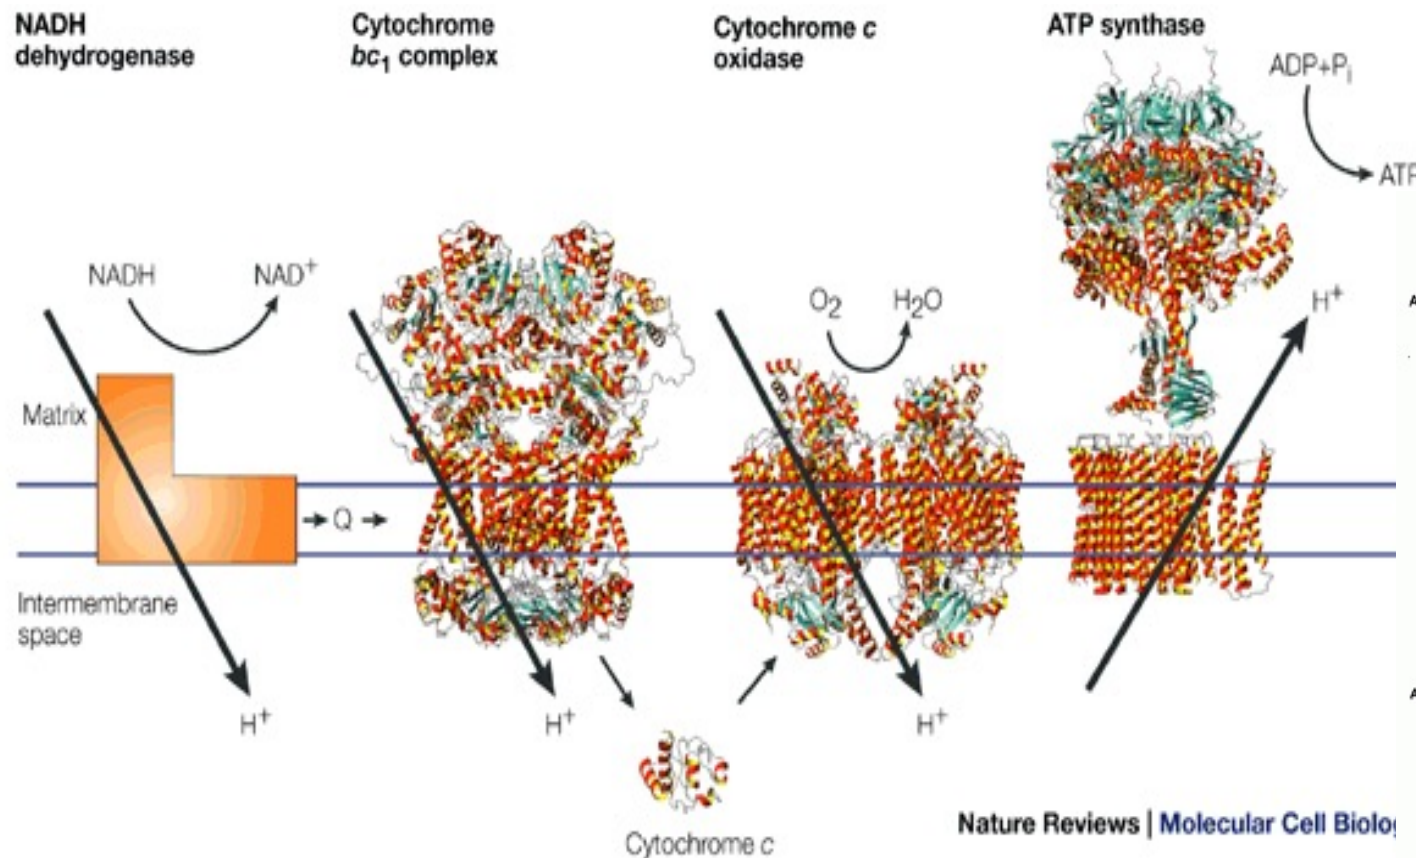 NADH
dehydrogenase
Cytochrome
bc1 complex
Cytochrome c
oxidase
ATP synthase
ADP+Pi
ATP
NADH
NAD+
O2
H2O
H+
Matrix
Q
Intermembrane
space
H+
H+
H+
Cytochrome c
Nature Reviews | Molecular Cell
A
A